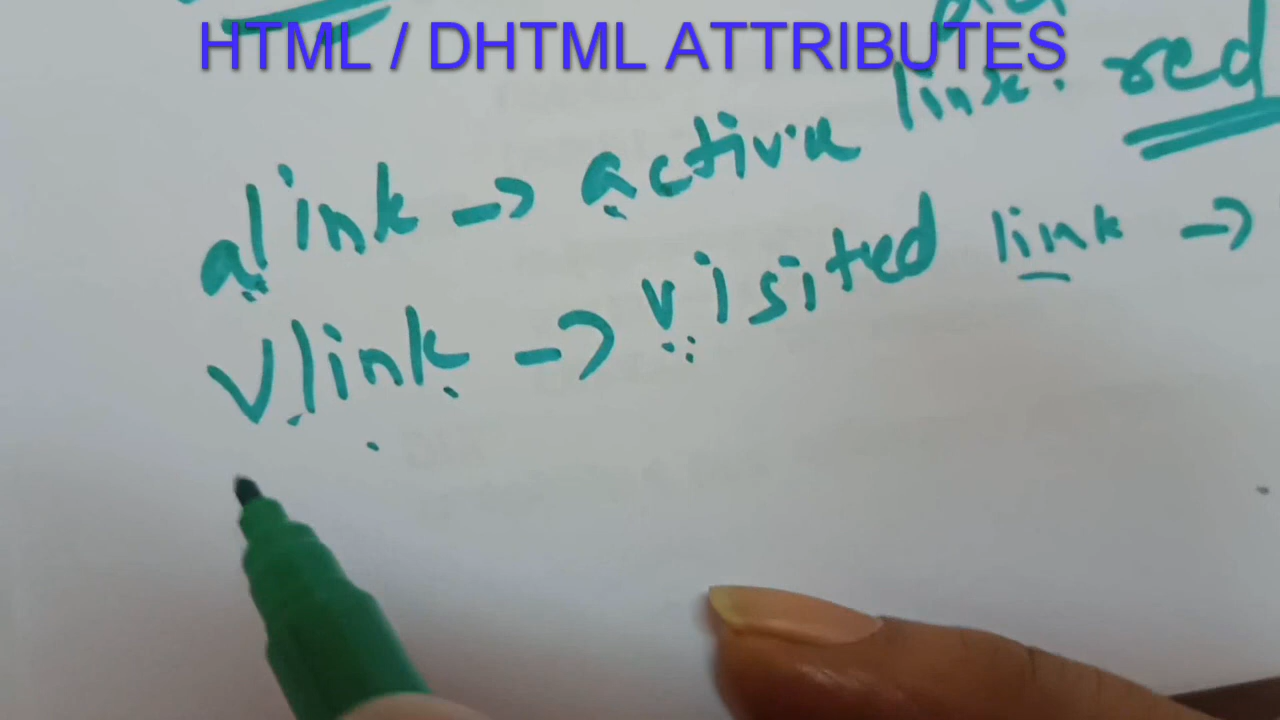 HTML / DHTML ATTRIBUTES
alink -> active link. red
vlink -> visited link ->